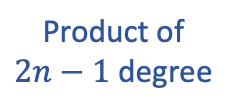 Product of
2n − 1 degree